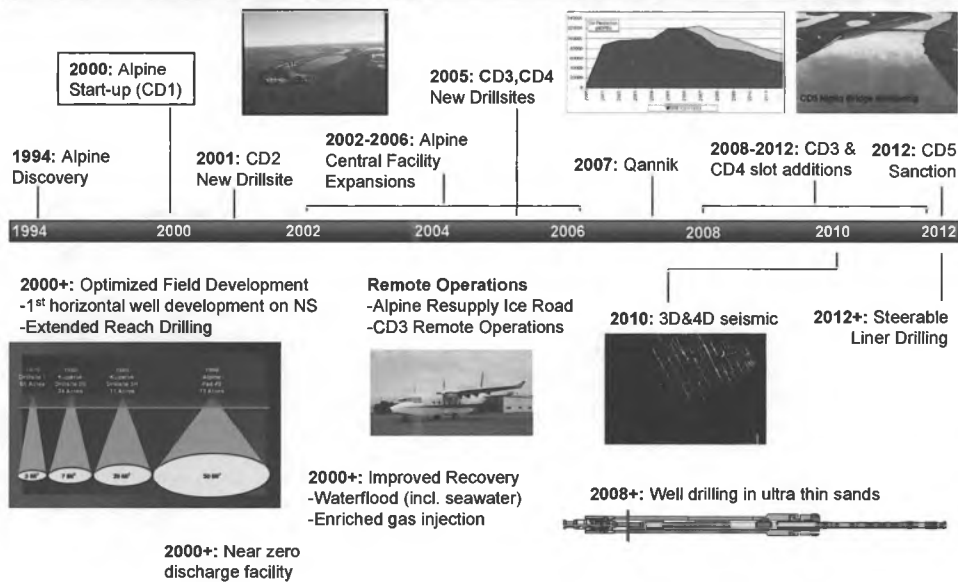 2000: Alpine
Start-up (CD1)
2005: CD3,CD4
New Drillsites
1994: Alpine
Discovery
2001: CD2
New Drillsite
2002-2006: Alpine
Central Facility
Expansions
2007: Qannik
2008-2012: CD3 &
CD4 slot additions
2012: CD5
Sanction
1994
2000
2002
2004
2006
2008
2010
2012
2000+: Optimized Field Development
-1st horizontal well development on NS
-Extended Reach Drilling
Remote Operations
-Alpine Resupply Ice Road
-CD3 Remote Operations
2010: 3D&4D seismic
2012+: Steerable
Liner Drilling
2000+: Improved Recovery
-Waterflood (incl. seawater)
-Enriched gas injection
2008+: Well drilling in ultra thin sands
2000+: Near zero
discharge facility